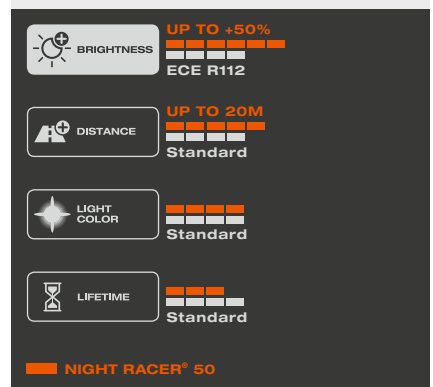 UP TO +50%
BRIGHTNESS
ECE R112
UP TO 20M
DISTANCE
Standard
LIGHT
COLOR
Standard
LIFETIME
Standard
NIGHT RACER® 50